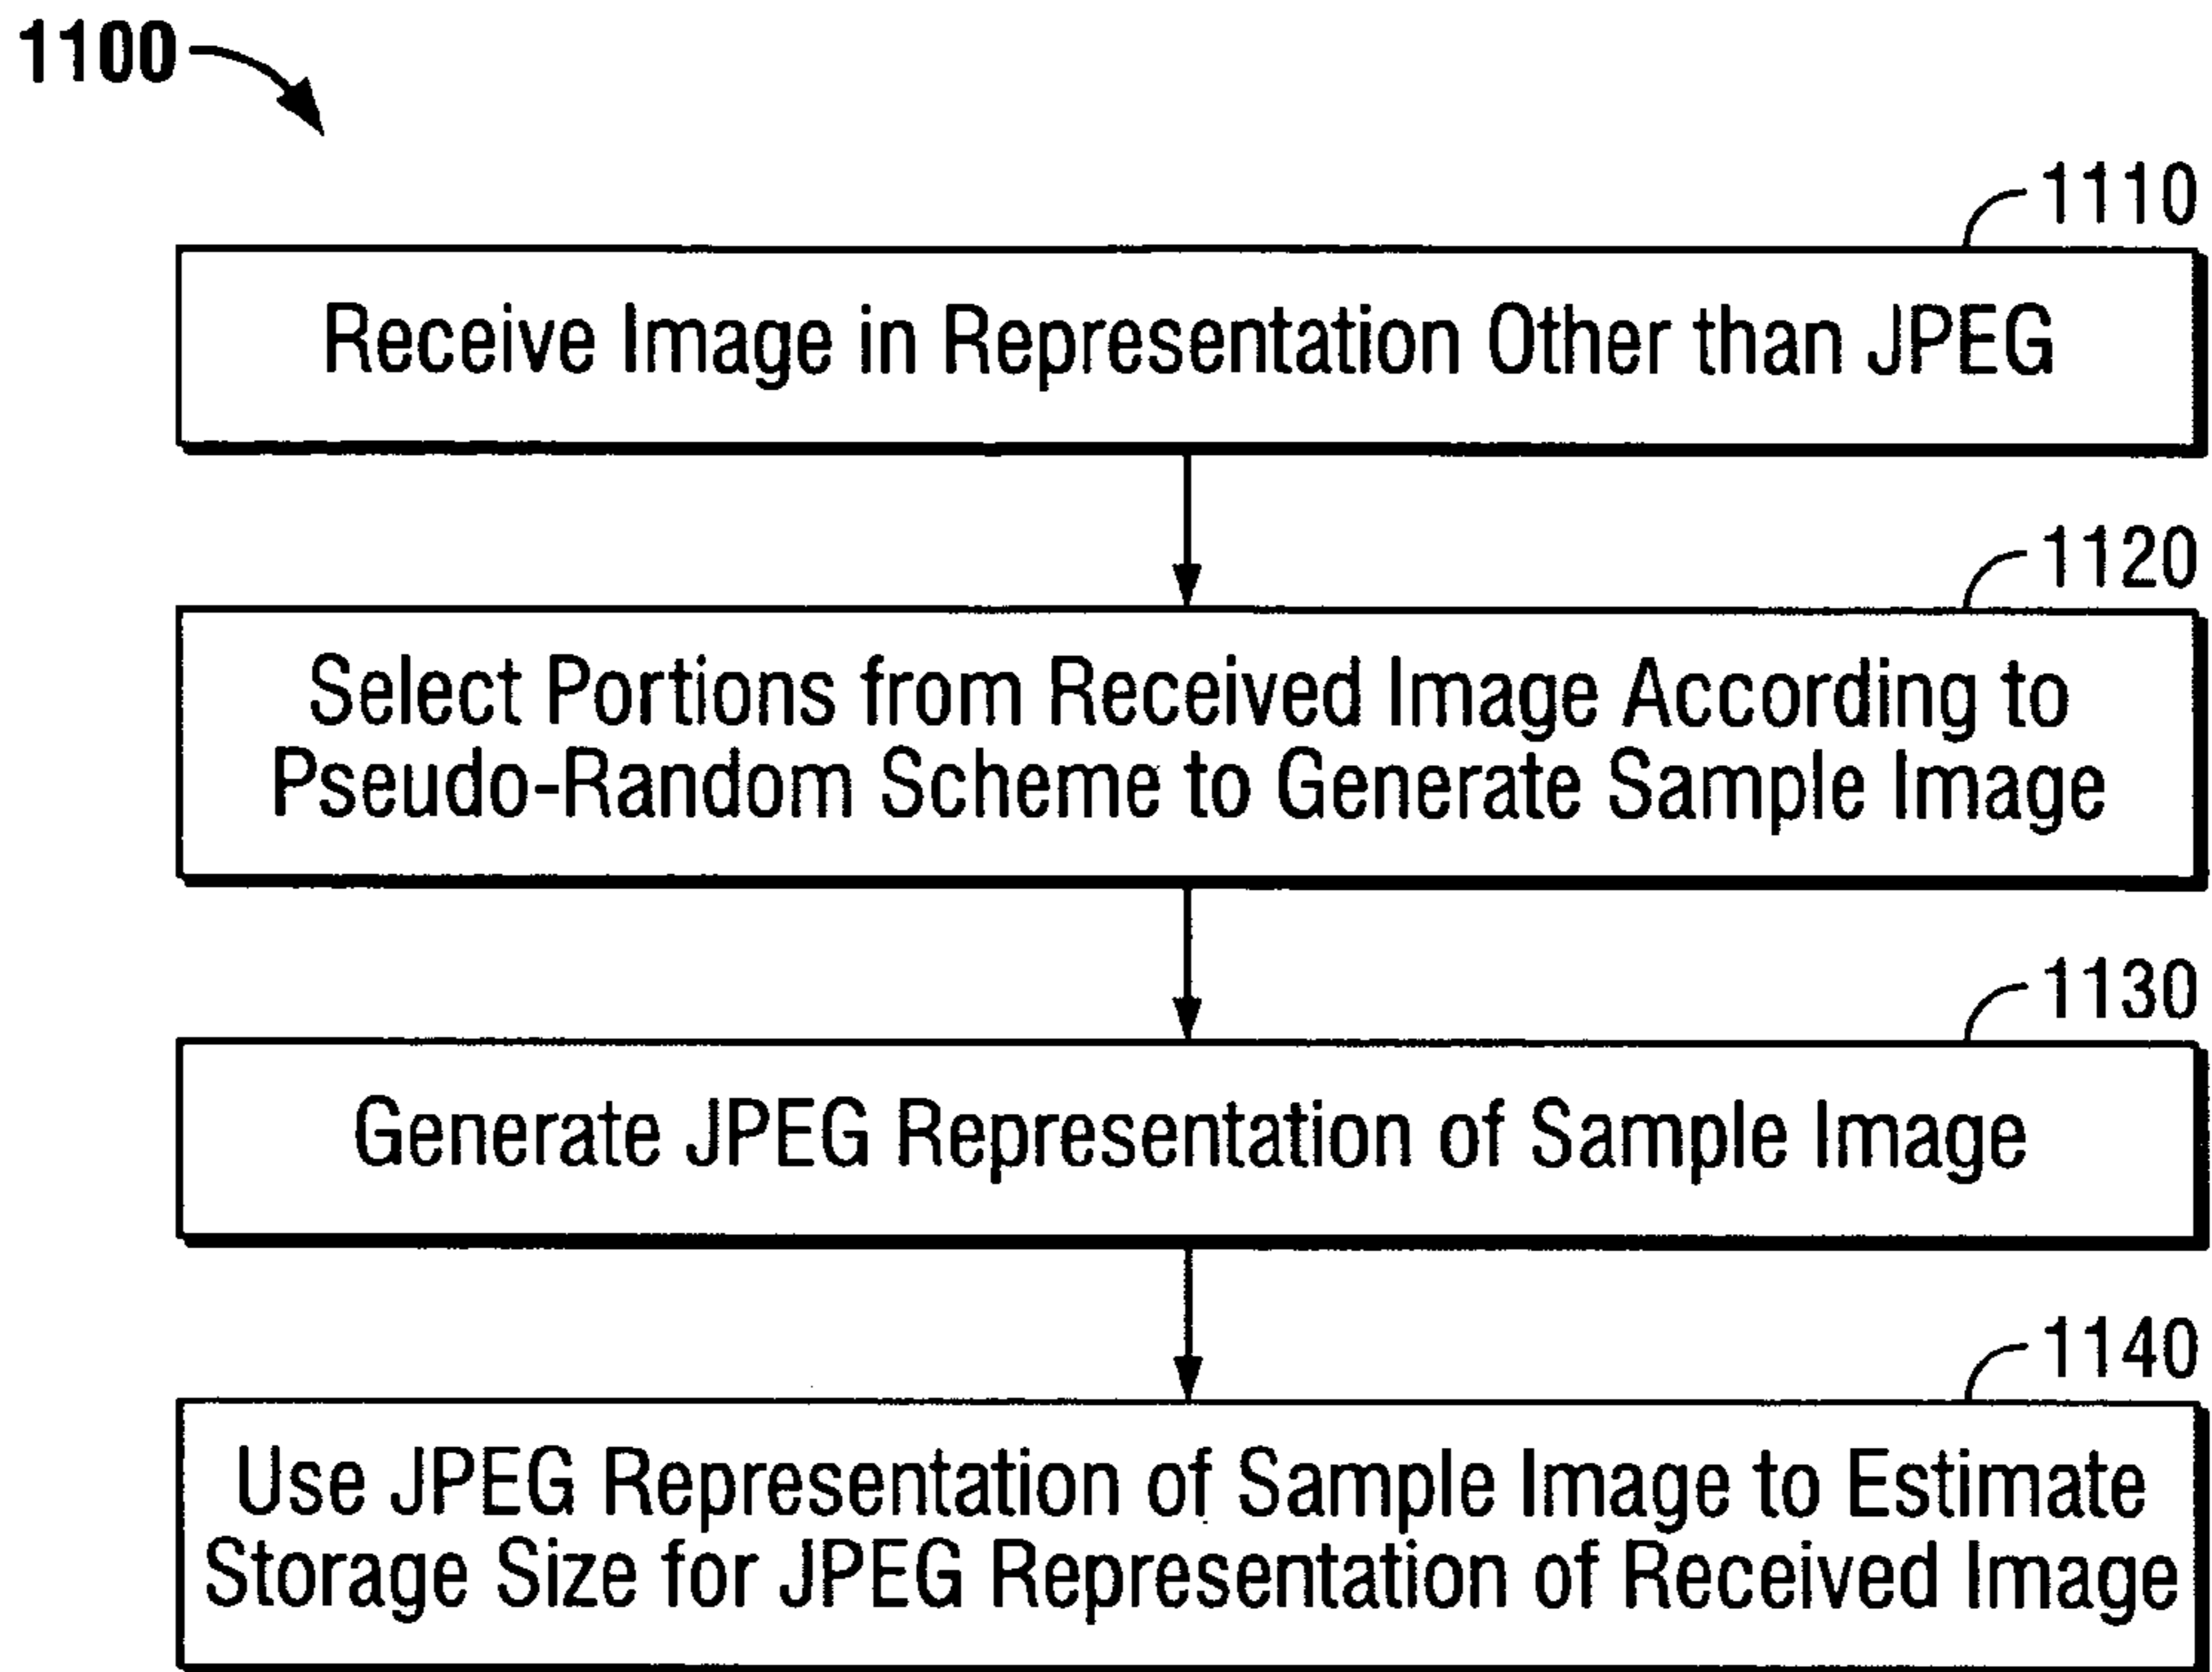 1100
1110
Receive Image in Representation Other than JPEG
1120
Select Portions from Received Image According to
Pseudo-Random Scheme to Generate Sample Image
1130
Generate JPEG Representation of Sample Image
1140
Use JPEG Representation of Sample Image to Estimate
Storage Size for JPEG Representation of Received Image